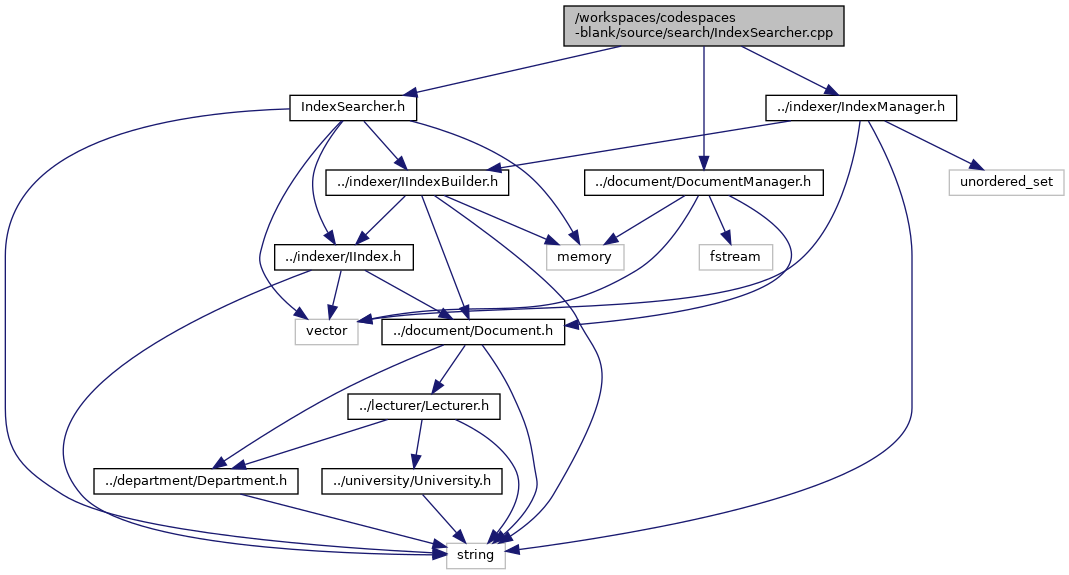 /workspaces/codespaces
-blank/source/search/IndexSearcher.cpp
IndexSearcher.h
../indexer/IndexManager.h
../indexer/IIndexBuilder.h
../document/DocumentManager.h
unordered_set
../indexer/IIndex.h
memory
fstream
vector
../document/Document.h
../lecturer/Lecturer.h
../department/Department.h
../university/University.h
string